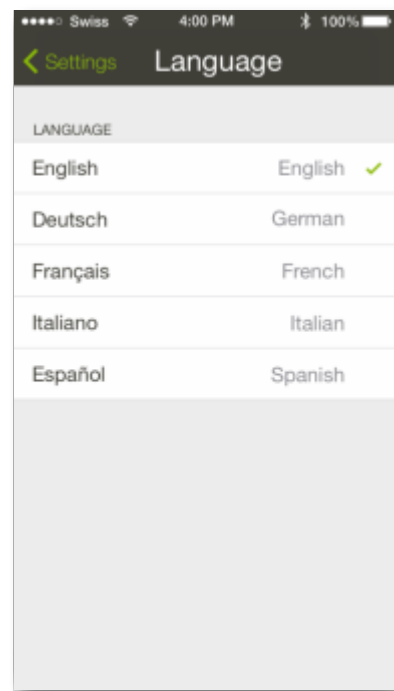 Swiss 4:00 PM 100%
Settings Language
LANGUAGE
English English
Deutsch German
Français French
Italiano Italian
Español Spanish